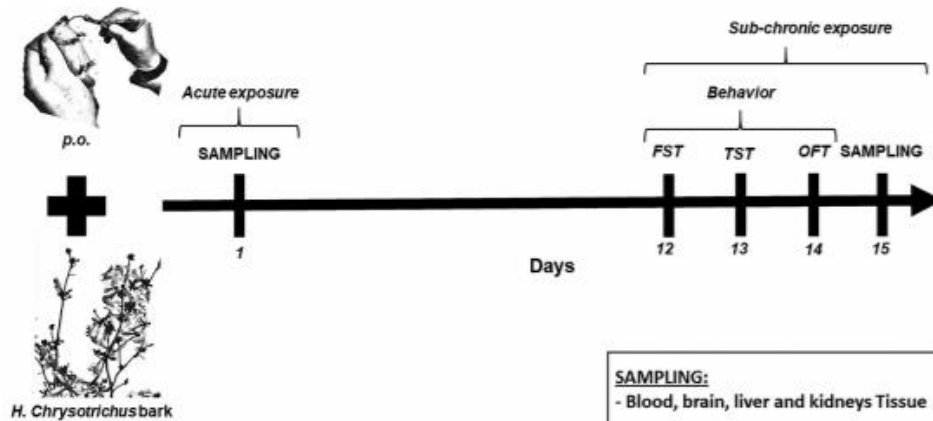 Sub-chronic exposure
Acute exposure
Behavior
p.o.
SAMPLING
FST TST OFT SAMPLING
1
12 13 14 15
Days
H. Chrysotrichus bark
SAMPLING:
- Blood, brain, liver and kidneys Tissue